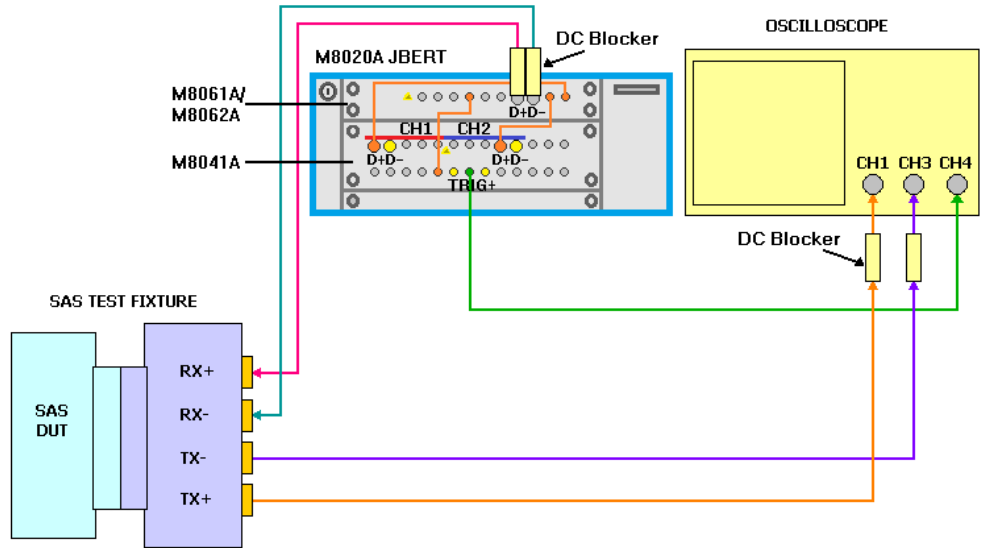 OSCILLOSCOPE
DC Blocker
M8020A JBERT
M8061A/
M8062A
D+D-
CH1 CH2
M8041A
D+D- D+D-
TRIG+
CH1 CH3 CH4
DC Blocker
SAS TEST FIXTURE
RX+
SAS
DUT
RX-
TX-
TX+